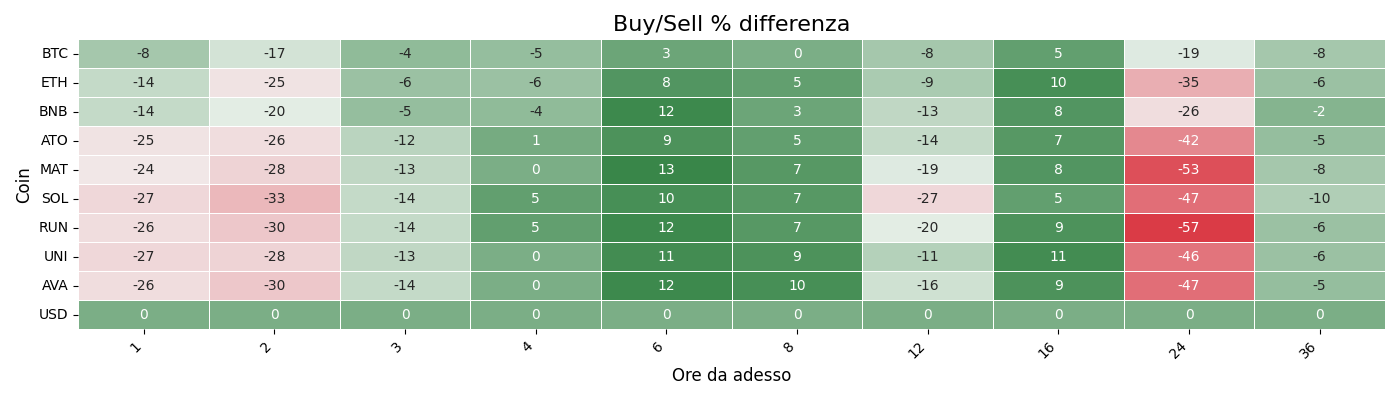 Buy/Sell % differenza
Coin
BTC -8 -17 -4 -5 3 0 -8 5 -19 -8
ETH -14 -25 -6 -6 8 5 -9 10 -35 -6
BNB -14 -20 -5 -4 12 3 -13 8 -26 -2
ATO -25 -26 -12 1 9 5 -14 7 -42 -5
MAT -24 -28 -13 0 13 7 -19 8 -53 -8
SOL -27 -33 -14 5 10 7 -27 5 -47 -10
RUN -26 -30 -14 5 12 7 -20 9 -57 -6
UNI -27 -28 -13 0 11 9 -11 11 -46 -6
AVA -26 -30 -14 0 12 10 -16 9 -47 -5
USD 0 0 0 0 0 0 0 0 0 0
1 2 3 4 6 8 12 16 24 36
Ore da adesso